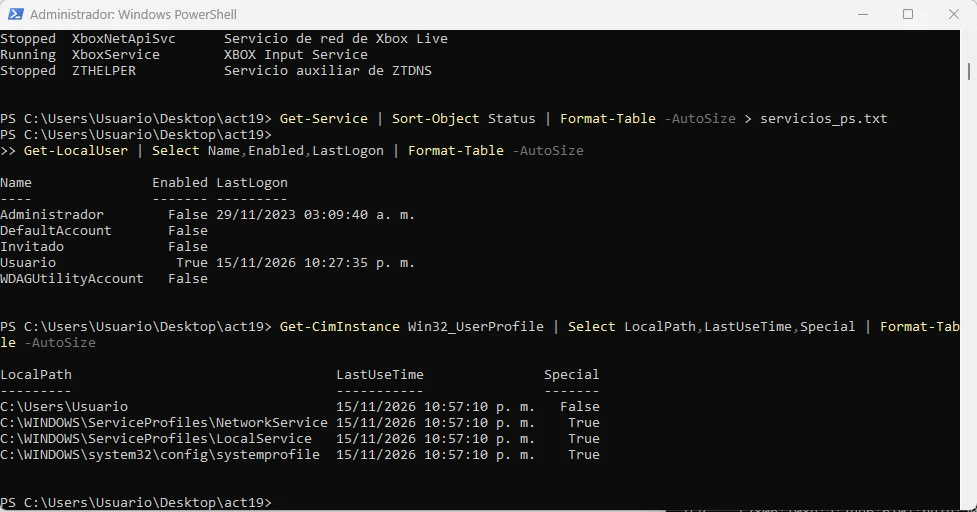 Administrador: Windows PowerShell
Stopped  XboxNetApiSvc      Servicio de red de Xbox Live
Running  XboxService        XBOX Input Service
Stopped  ZTHELPER           Servicio auxiliar de ZTDNS
PS C:\Users\Usuario\Desktop\act19> Get-Service | Sort-Object Status | Format-Table -AutoSize > servicios_ps.txt
PS C:\Users\Usuario\Desktop\act19>
>> Get-LocalUser | Select Name,Enabled,LastLogon | Format-Table -AutoSize
Name               Enabled LastLogon
----               ------- ---------
Administrador        False 29/11/2023 03:09:40 a. m.
DefaultAccount       False
Invitado             False
Usuario               True 15/11/2026 10:27:35 p. m.
WDAGUtilityAccount   False
PS C:\Users\Usuario\Desktop\act19> Get-CimInstance Win32_UserProfile | Select LocalPath,LastUseTime,Special | Format-Tab
le -AutoSize
LocalPath                                 LastUseTime               Special
---------                                 -----------               -------
C:\Users\Usuario                          15/11/2026 10:57:10 p. m.   False
C:\WINDOWS\ServiceProfiles\NetworkService 15/11/2026 10:57:10 p. m.    True
C:\WINDOWS\ServiceProfiles\LocalService   15/11/2026 10:57:10 p. m.    True
C:\WINDOWS\system32\config\systemprofile  15/11/2026 10:57:10 p. m.    True
PS C:\Users\Usuario\Desktop\act19>